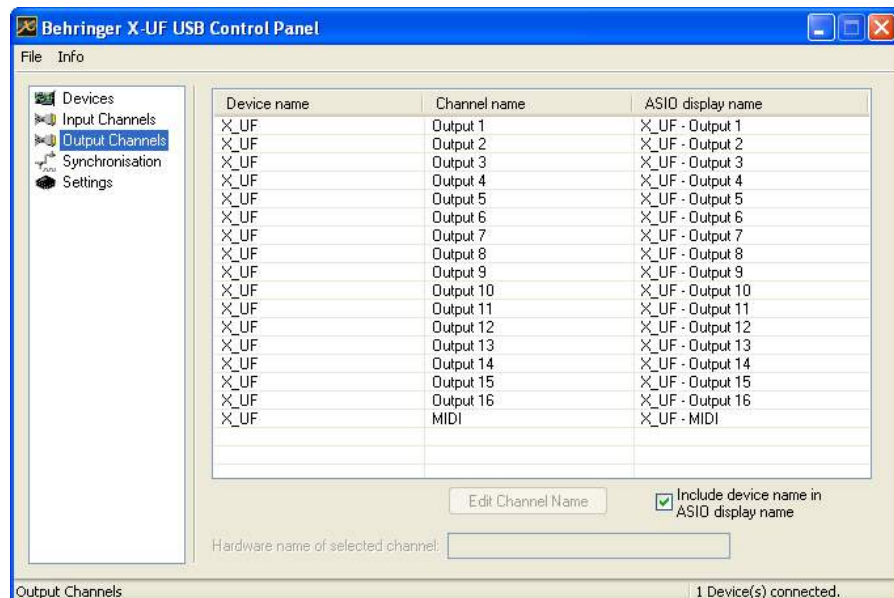 Behringer X-UF USB Control Panel
File Info
Devices
Input Channels
Output Channels
Synchronisation
Settings
Device name Channel name ASIO display name
X_UF Output 1 X_UF - Output 1
X_UF Output 2 X_UF - Output 2
X_UF Output 3 X_UF - Output 3
X_UF Output 4 X_UF - Output 4
X_UF Output 5 X_UF - Output 5
X_UF Output 6 X_UF - Output 6
X_UF Output 7 X_UF - Output 7
X_UF Output 8 X_UF - Output 8
X_UF Output 9 X_UF - Output 9
X_UF Output 10 X_UF - Output 10
X_UF Output 11 X_UF - Output 11
X_UF Output 12 X_UF - Output 12
X_UF Output 13 X_UF - Output 13
X_UF Output 14 X_UF - Output 14
X_UF Output 15 X_UF - Output 15
X_UF Output 16 X_UF - Output 16
X_UF MIDI X_UF - MIDI
Edit Channel Name
Include device name in
ASIO display name
Hardware name of selected channel:
Output Channels 1 Device(s) connected.